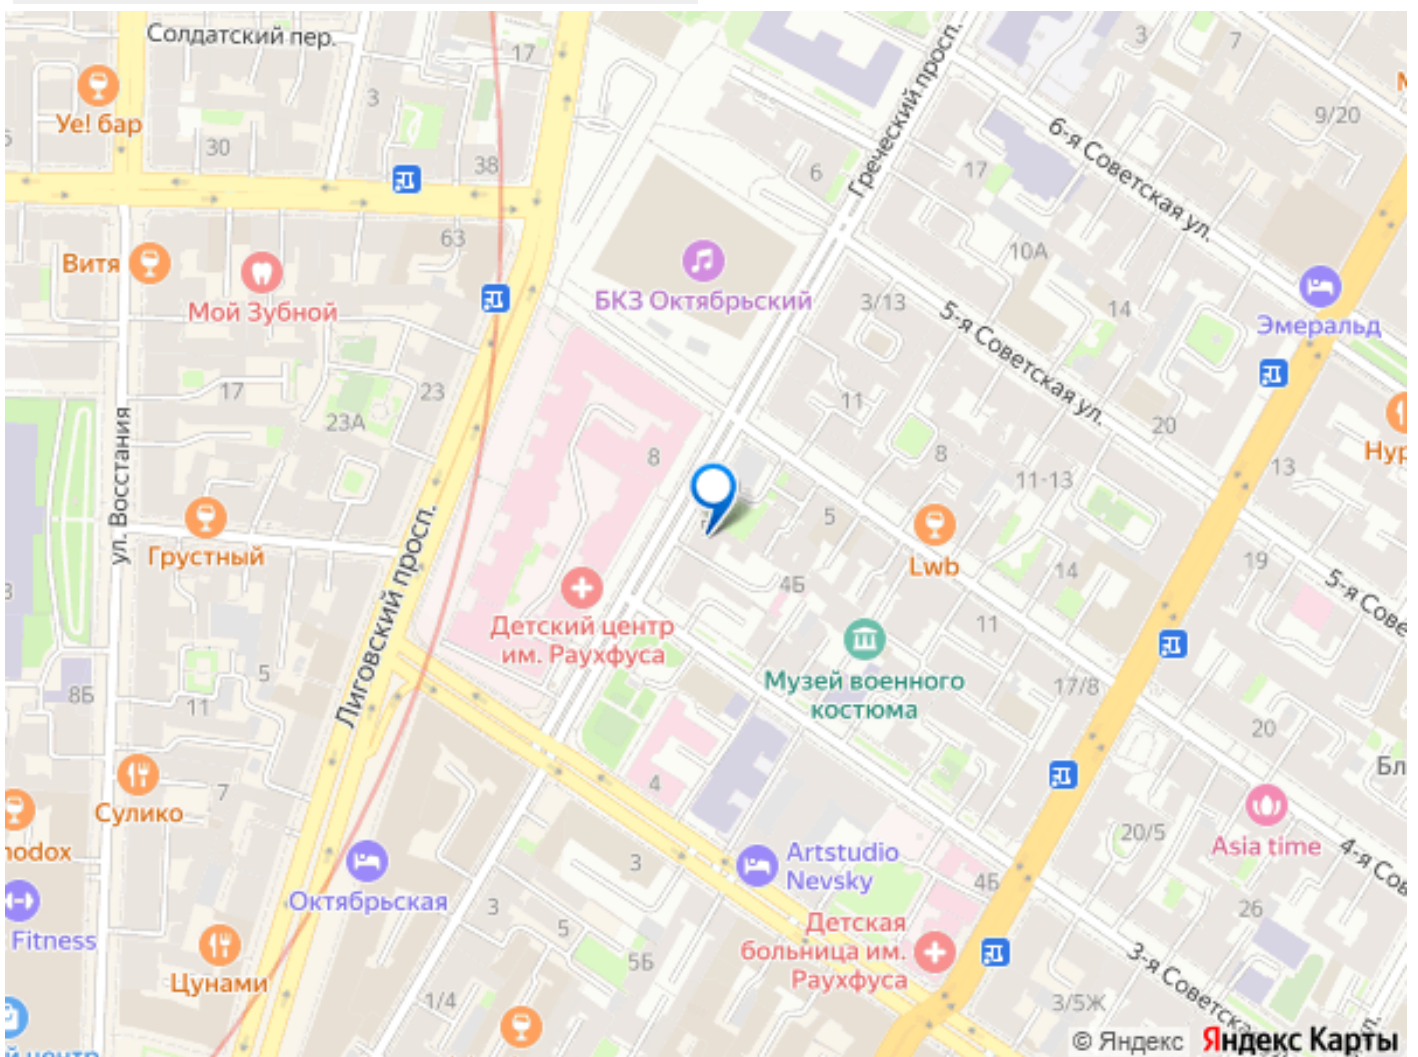 Солдатский пер.
17
3
7
Греческий просп.
3
Уе! бар
30
38
6
17
6-я Советская ул.
9/20
63
10А
Витя
Мой Зубной
БКЗ Октябрьский
3/13
14
5-я Советская ул.
Эмеральд
17
23
23А
11
20
ул. Восстания
8
8
11-13
13
Нур
Лиговский просп.
5
Грустный
Lwb
19
14
5-я Сове
4Б
Детский центр
им. Раухфуса
11
Музей военного
костюма
5
8Б
11
17/8
20
4
Бл
Сулико
7
20/5
Asia time
4-я Сов
nodox
3
Artstudio
Nevsky
4Б
Октябрьская
3
26
Fitness
5
Детская
больница им.
Раухфуса
5Б
Цунами
3-я Советская
1/4
3/5Ж
й центр
© Яндекс
Яндекс Карты